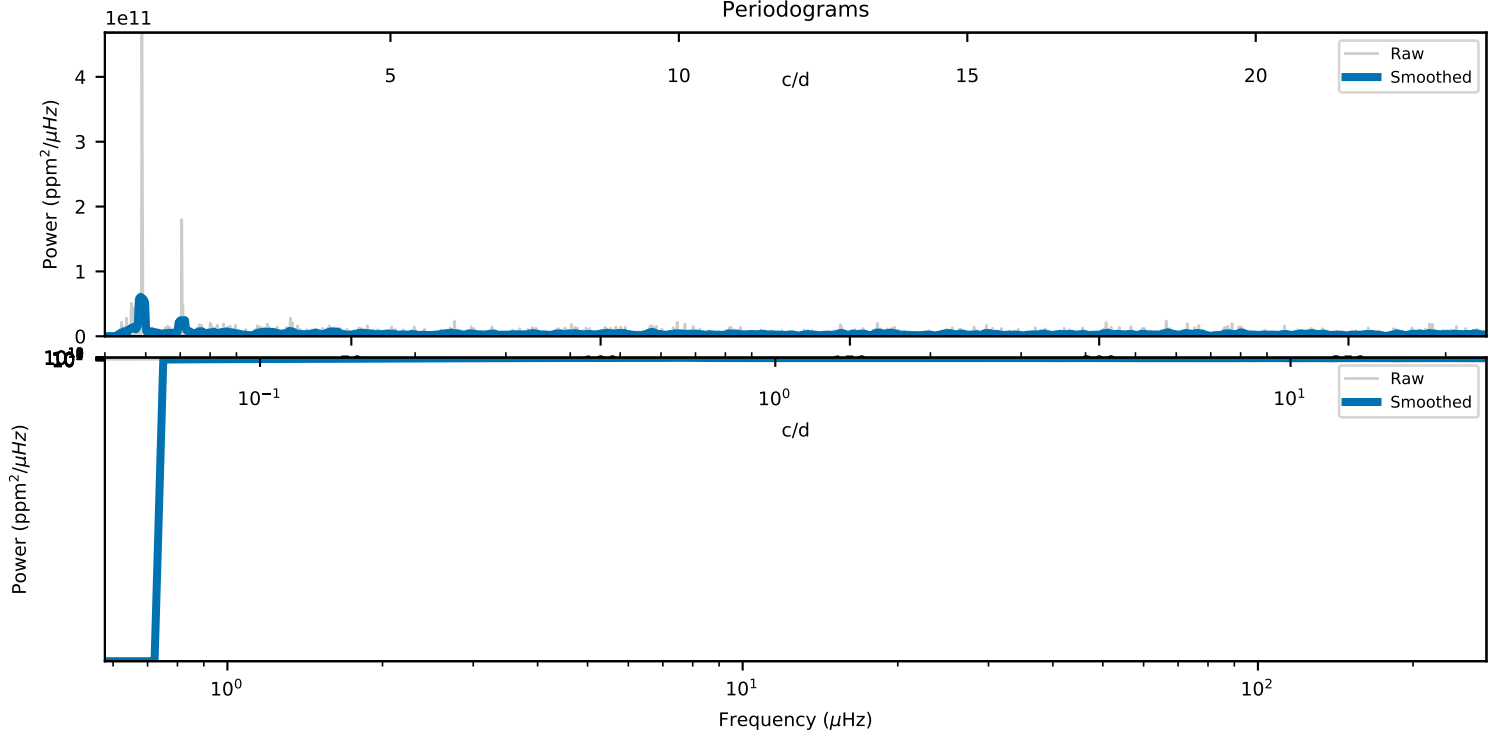 Periodograms
1e11
5 10 15 20
c/d
Raw
Smoothed
Power (ppm²/μHz)
4
3
2
1
0
10⁻¹ 10⁰ 10¹
c/d
Raw
Smoothed
Power (ppm²/μHz)
10⁰ 10¹ 10²
Frequency (μHz)